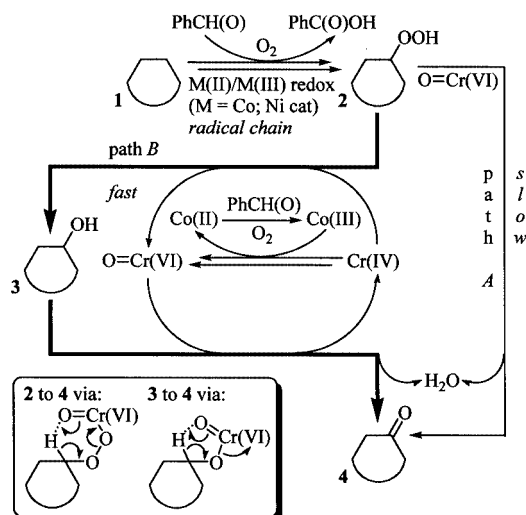 PhCH(O) PhC(O)OH
O2
OOH
1
M(II)/M(III) redox
(M = Co; Ni cat)
radical chain
2
O=Cr(VI)
path B
fast
path A
slow
OH
PhCH(O)
Co(II) Co(III)
O2
O=Cr(VI) Cr(IV)
3
H2O
O
4
2 to 4 via: 3 to 4 via:
O=Cr(VI) O
H O Cr(VI)
O H O